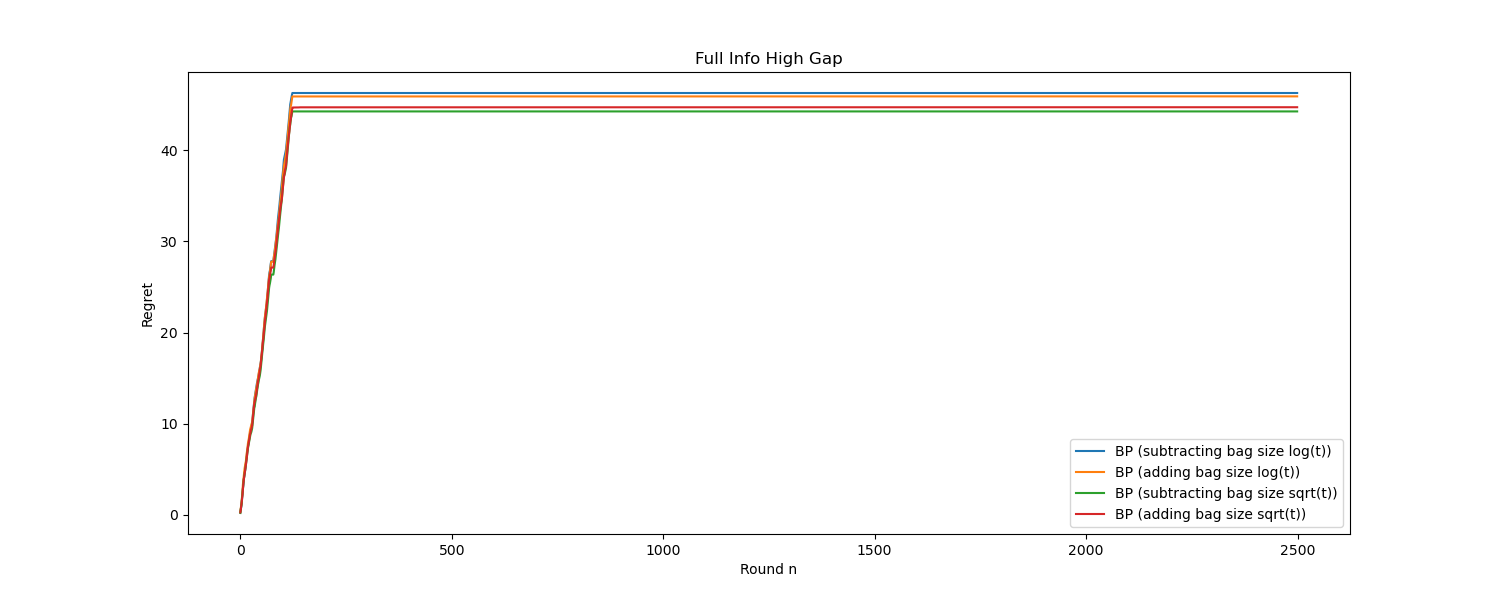 Full Info High Gap
Regret
40
30
20
10
0
0 500 1000 1500 2000 2500
Round n
BP (subtracting bag size log(t))
BP (adding bag size log(t))
BP (subtracting bag size sqrt(t))
BP (adding bag size sqrt(t))